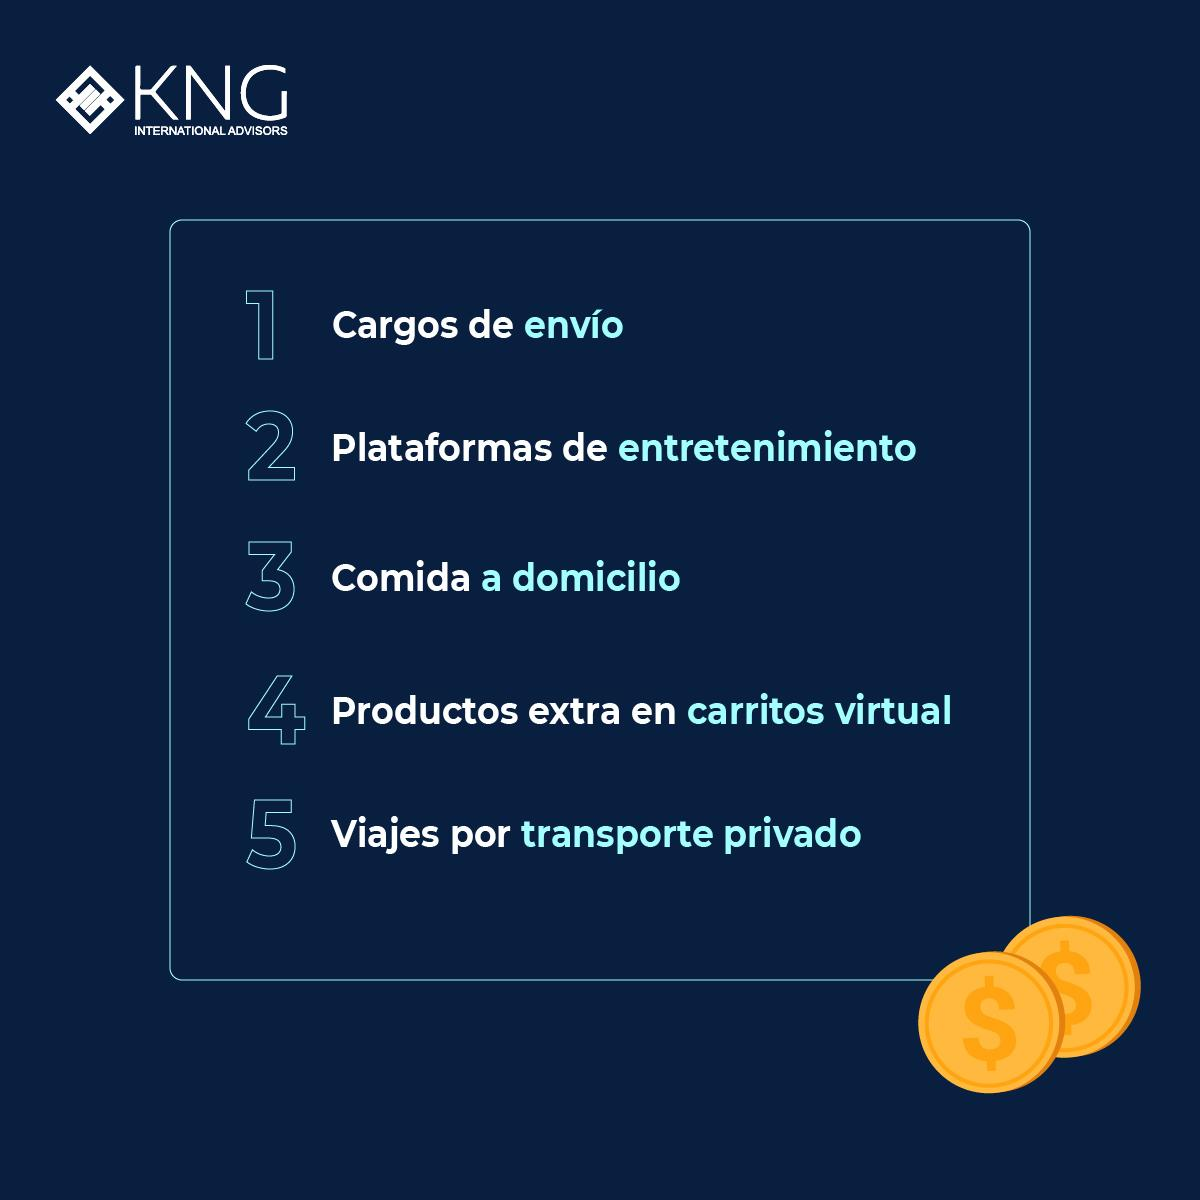 KNG
INTERNATIONAL ADVISORS
1 Cargos de envío
2 Plataformas de entretenimiento
3 Comida a domicilio
4 Productos extra en carritos virtual
5 Viajes por transporte privado
$ $